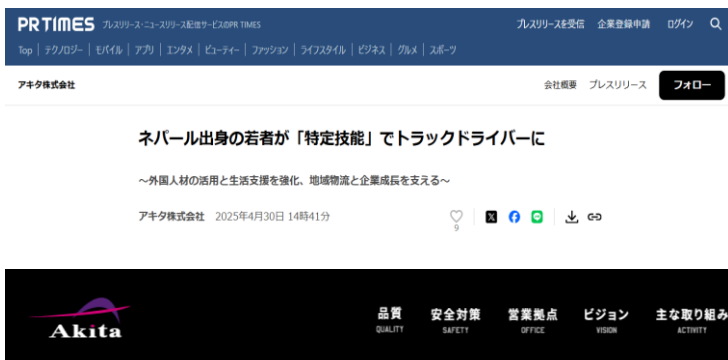 PRTIMES プレスリリース・ニュースリリース配信サービスのPR TIMES プレスリリースを受信 企業登録申請 ログイン
Top | テクノロジー | モバイル | アプリ | エンタメ | ビューティー | ファッション | ライフスタイル | ビジネス | グルメ | スポーツ
アキタ株式会社 会社概要 プレスリリース フォロー
ネパール出身の若者が「特定技能」でトラックドライバーに
~外国人材の活用と生活支援を強化、地域物流と企業成長を支える~
アキタ株式会社 2025年4月30日 14時41分
9
Akita
品質 安全対策 営業拠点 ビジョン 主な取り組み
QUALITY SAFETY OFFICE VISION ACTIVITY